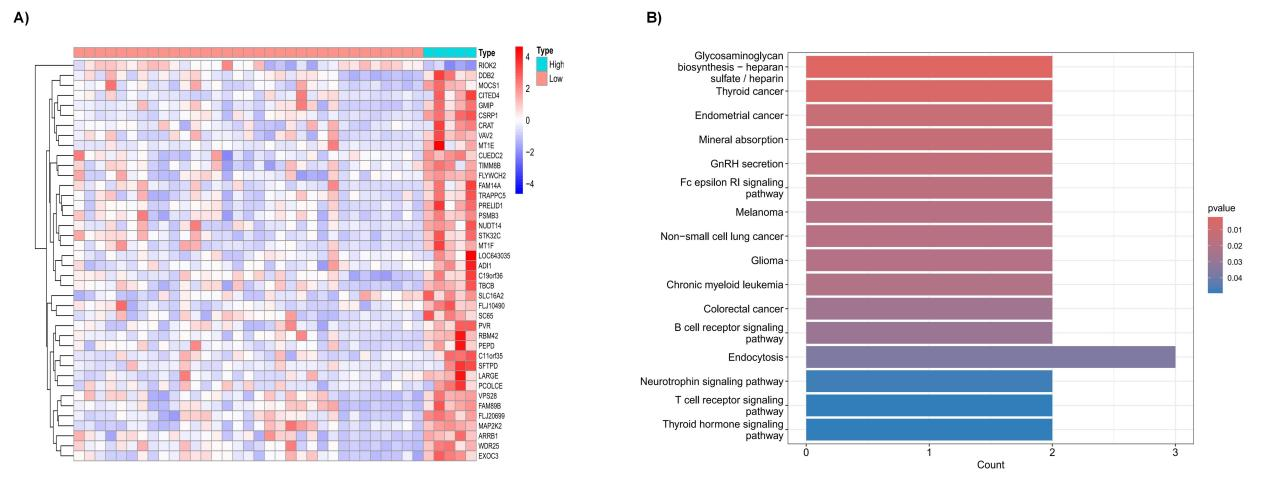 A)
B)
Type
RIOK2
DDB2
MOCS1
CITED4
GMIP
CSRP1
CRAT
VAV2
MT1E
CUEDC2
TIMM8B
FLYWCH2
FAM14A
TRAPPC5
PRELID1
PSMB3
NUDT14
STK32C
MT1F
LOC643035
ADI1
C19orf36
TBCB
SLC16A2
FLJ10490
SC65
PVR
RBM42
PEPD
C11orf35
SFTPD
LARGE
PCOLCE
VPS28
FAM89B
FLJ20699
MAP2K2
ARRB1
WDR25
EXOC3
4
2
0
−2
−4
Type
High
Low
Glycosaminoglycan
biosynthesis − heparan
sulfate / heparin
Thyroid cancer
Endometrial cancer
Mineral absorption
GnRH secretion
Fc epsilon RI signaling
pathway
Melanoma
Non−small cell lung cancer
Glioma
Chronic myeloid leukemia
Colorectal cancer
B cell receptor signaling
pathway
Endocytosis
Neurotrophin signaling pathway
T cell receptor signaling
pathway
Thyroid hormone signaling
pathway
0 1 2 3
Count
pvalue
0.01
0.02
0.03
0.04